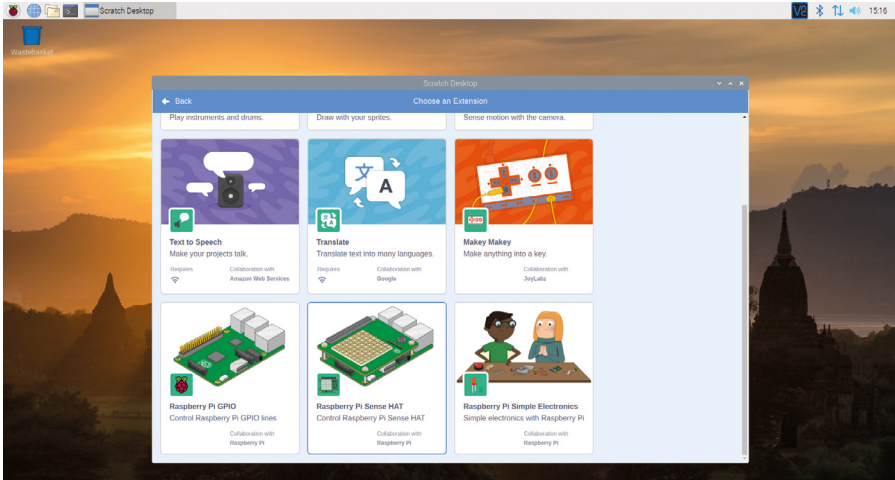 Scratch Desktop
V2
15:16
Wastebasket
Scratch Desktop
Back
Choose an Extension
Play instruments and drums.
Draw with your sprites.
Sense motion with the camera.
文
A
Text to Speech
Make your projects talk.
Requires
Collaboration with
Amazon Web Services
Translate
Translate text into many languages.
Requires
Collaboration with
Google
Makey Makey
Make anything into a key.
Collaboration with
JoyLabz
Raspberry Pi GPIO
Control Raspberry Pi GPIO lines
Collaboration with
Raspberry Pi
Raspberry Pi Sense HAT
Control Raspberry Pi Sense HAT
Collaboration with
Raspberry Pi
Raspberry Pi Simple Electronics
Simple electronics with Raspberry Pi
Collaboration with
Raspberry Pi